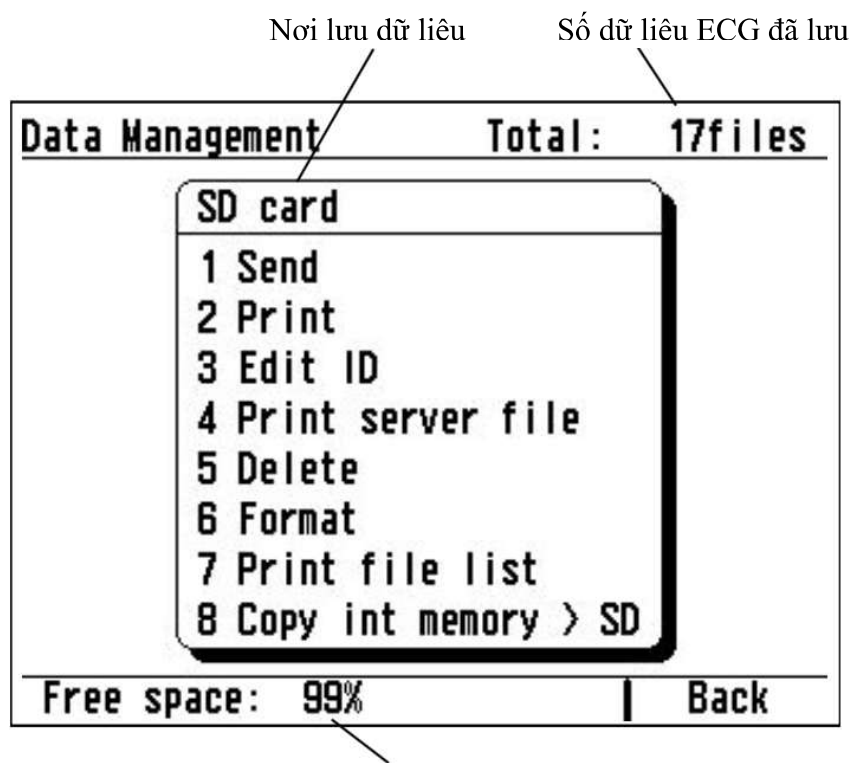 Nơi lưu dữ liêu Số dữ liêu ECG đã lưu
Data Management Total: 17files
SD card
1 Send
2 Print
3 Edit ID
4 Print server file
5 Delete
6 Format
7 Print file list
8 Copy int memory > SD
Free space: 99% Back